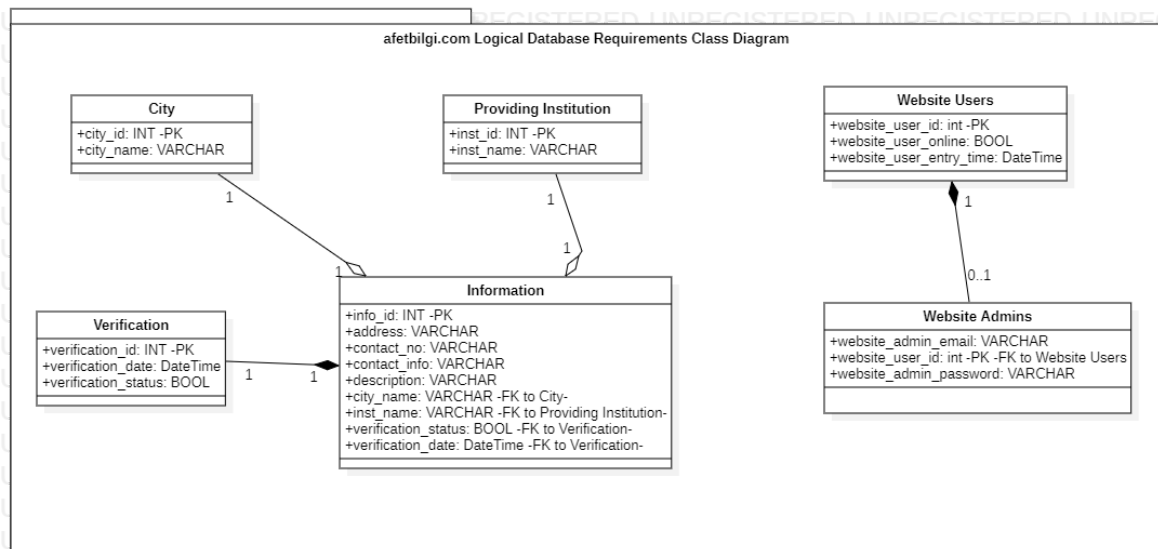 REGISTERED UNREGISTERED UNREGISTERED UNRE
afetbilgi.com Logical Database Requirements Class Diagram
City
+city_id: INT -PK
+city_name: VARCHAR
Providing Institution
+inst_id: INT -PK
+inst_name: VARCHAR
Website Users
+website_user_id: int -PK
+website_user_online: BOOL
+website_user_entry_time: DateTime
1
1
1
1
1
0..1
Information
+info_id: INT -PK
+address: VARCHAR
+contact_no: VARCHAR
+contact_info: VARCHAR
+description: VARCHAR
+city_name: VARCHAR -FK to City-
+inst_name: VARCHAR -FK to Providing Institution-
+verification_status: BOOL -FK to Verification-
+verification_date: DateTime -FK to Verification-
Verification
+verification_id: INT -PK
+verification_date: DateTime
+verification_status: BOOL
1
1
Website Admins
+website_admin_email: VARCHAR
+website_user_id: int -PK -FK to Website Users
+website_admin_password: VARCHAR